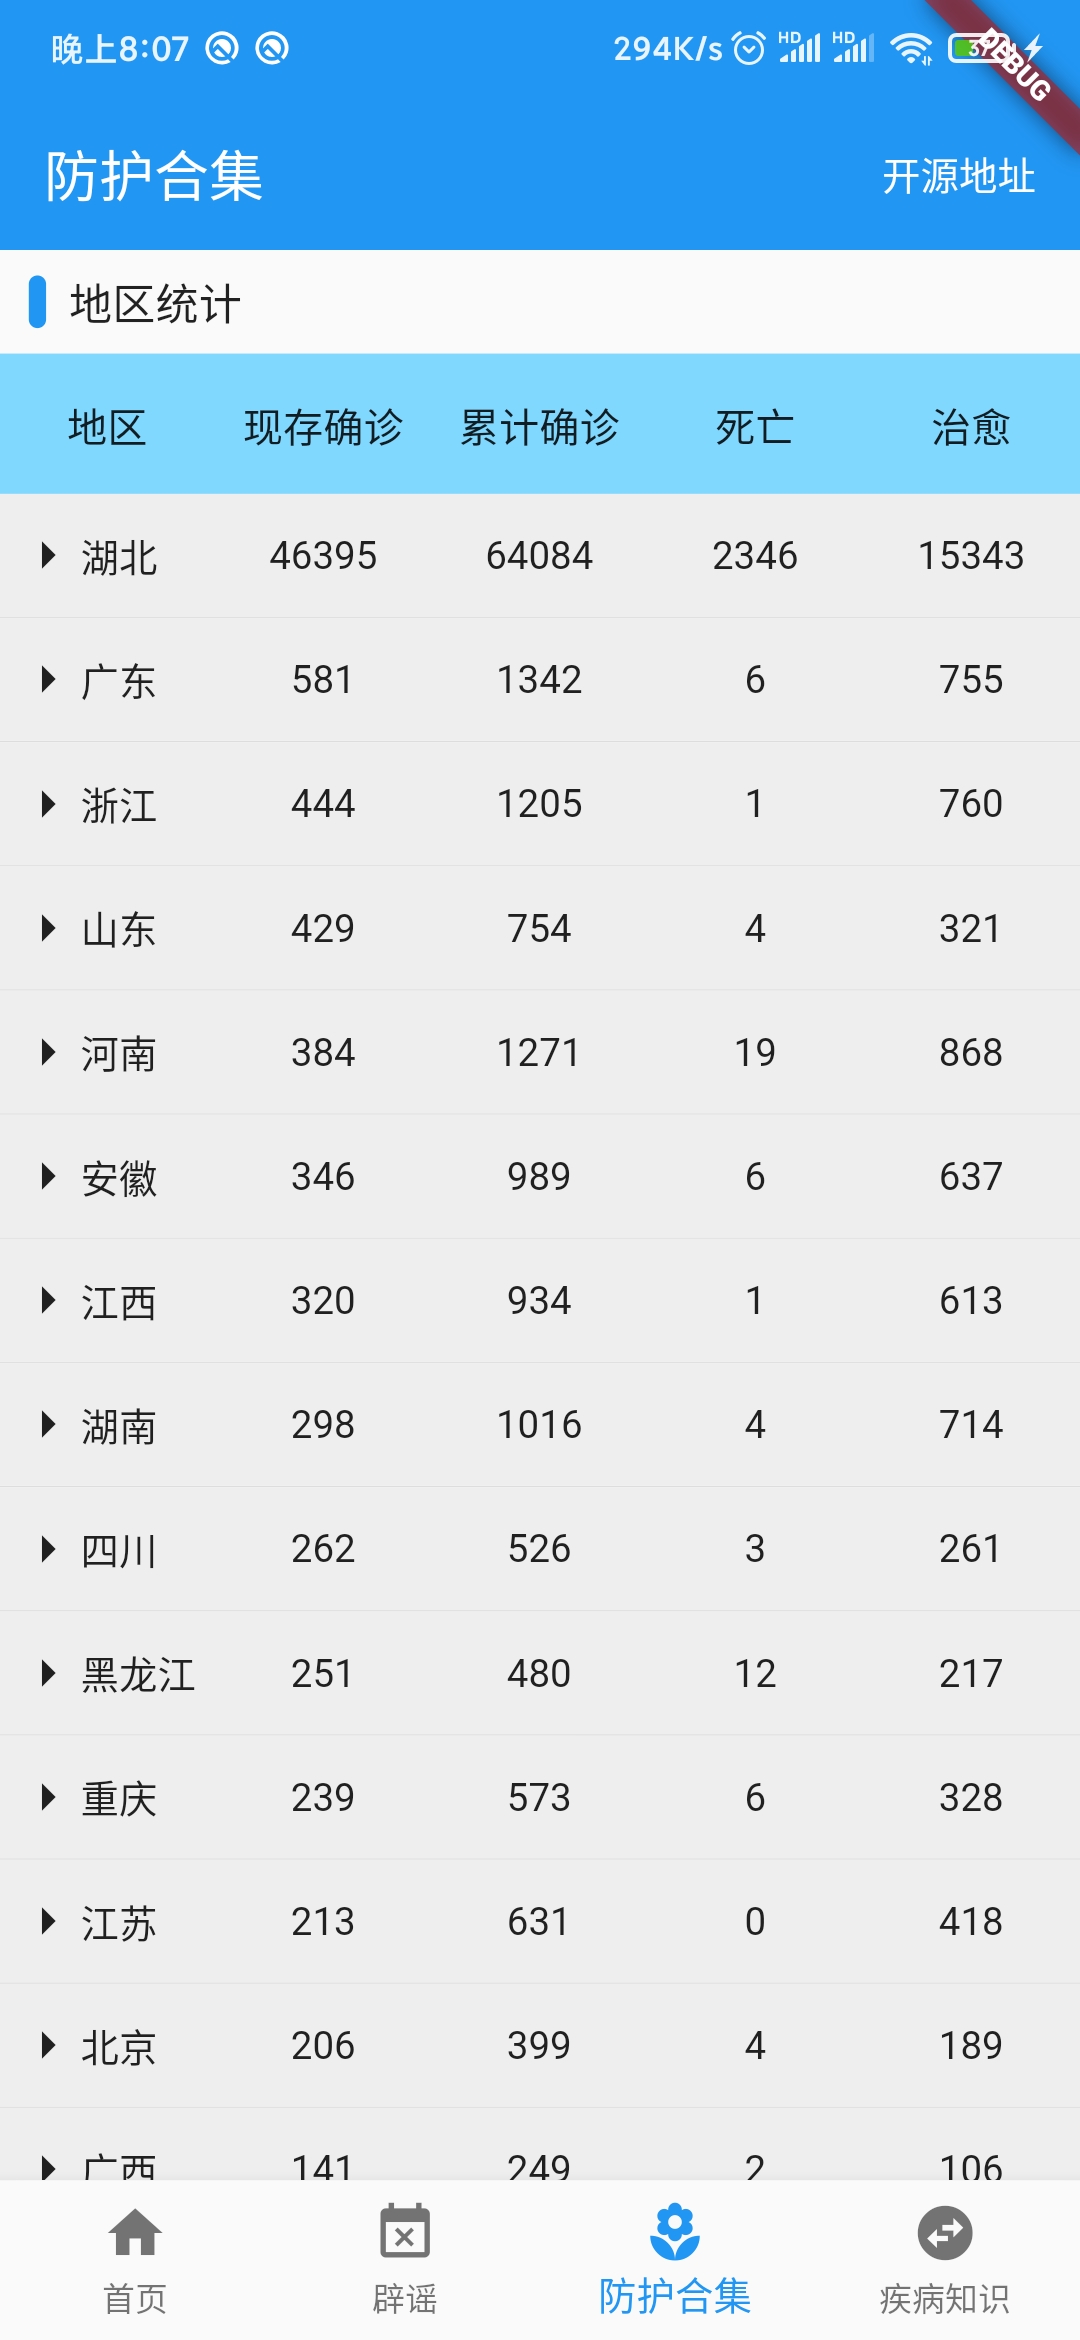 晚上8:07 294K/s HD HD
DEBUG
防护合集 开源地址
地区统计
地区 现存确诊 累计确诊 死亡 治愈
湖北 46395 64084 2346 15343
广东 581 1342 6 755
浙江 444 1205 1 760
山东 429 754 4 321
河南 384 1271 19 868
安徽 346 989 6 637
江西 320 934 1 613
湖南 298 1016 4 714
四川 262 526 3 261
黑龙江 251 480 12 217
重庆 239 573 6 328
江苏 213 631 0 418
北京 206 399 4 189
广西 141 249 2 106
首页 辟谣 防护合集 疾病知识